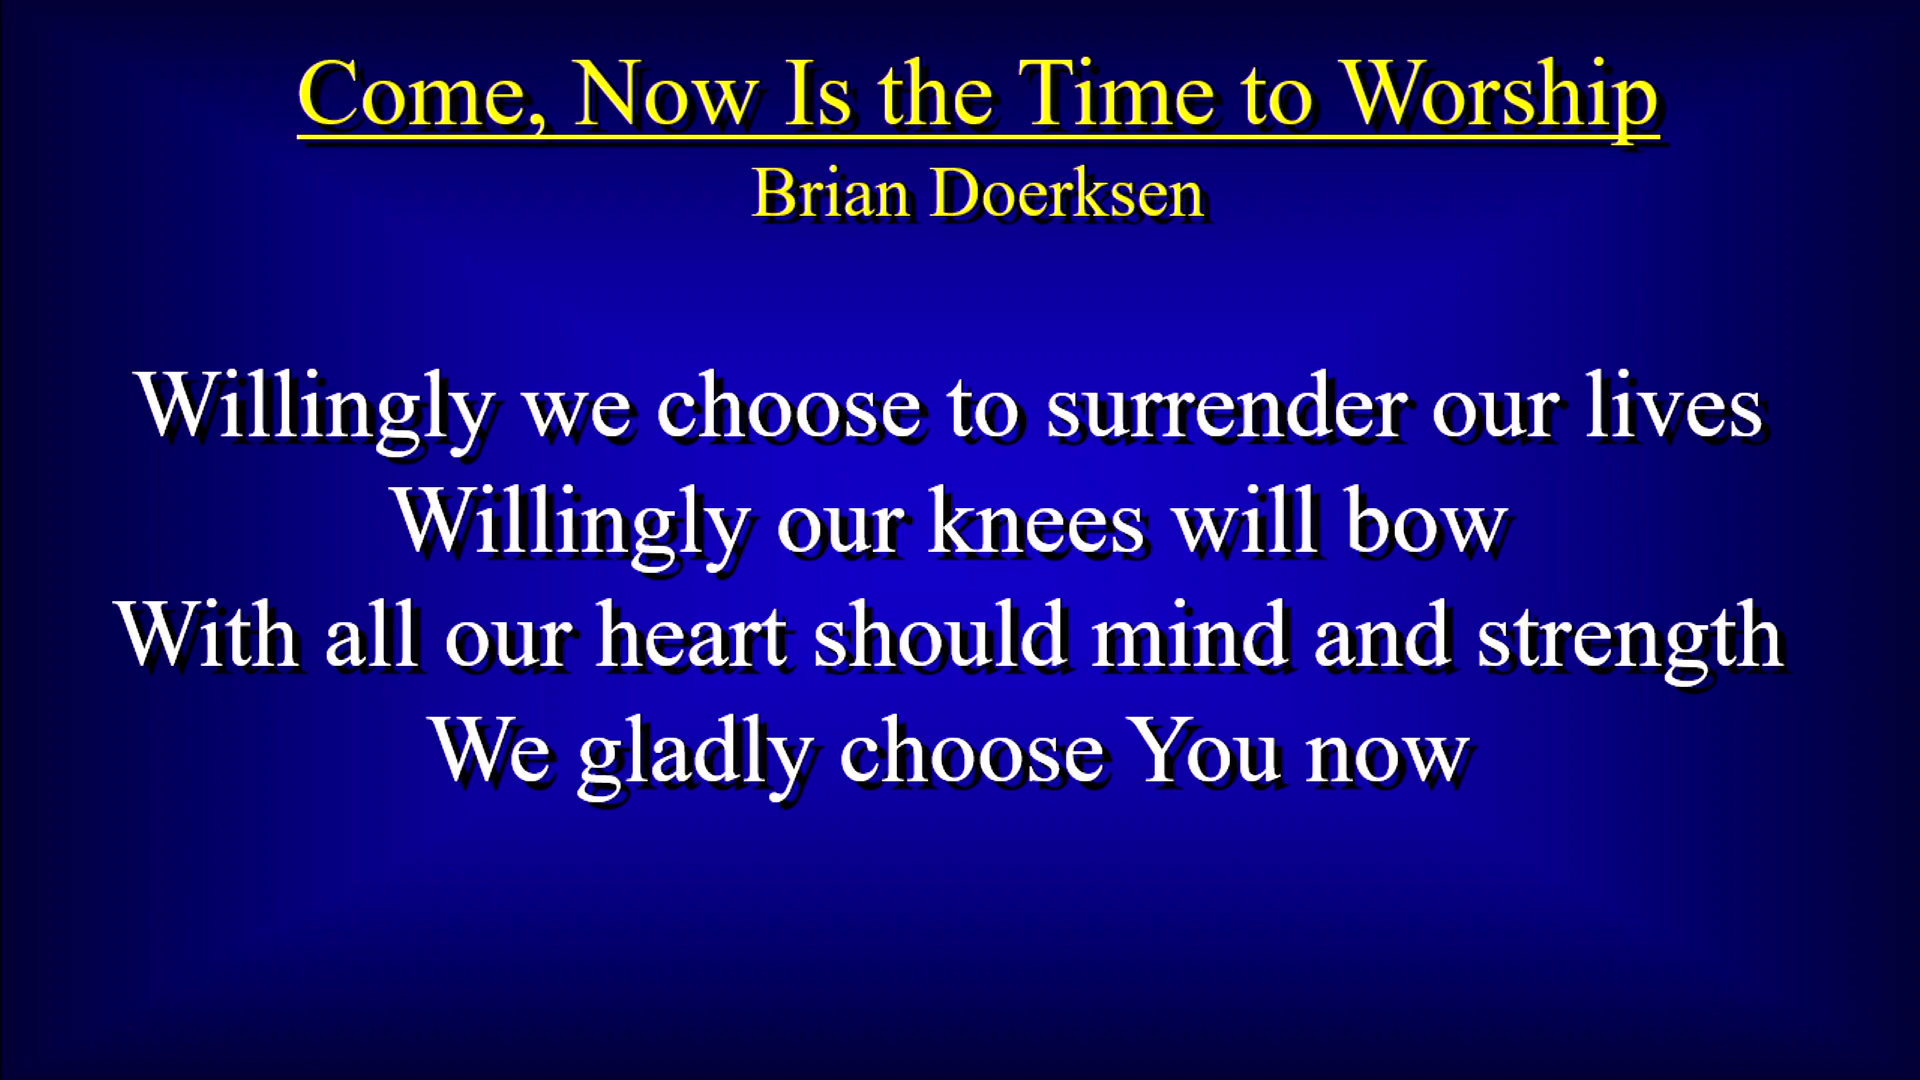 Come, Now Is the Time to Worship
Brian Doerksen
Willingly we choose to surrender our lives
Willingly our knees will bow
With all our heart should mind and strength
We gladly choose You now